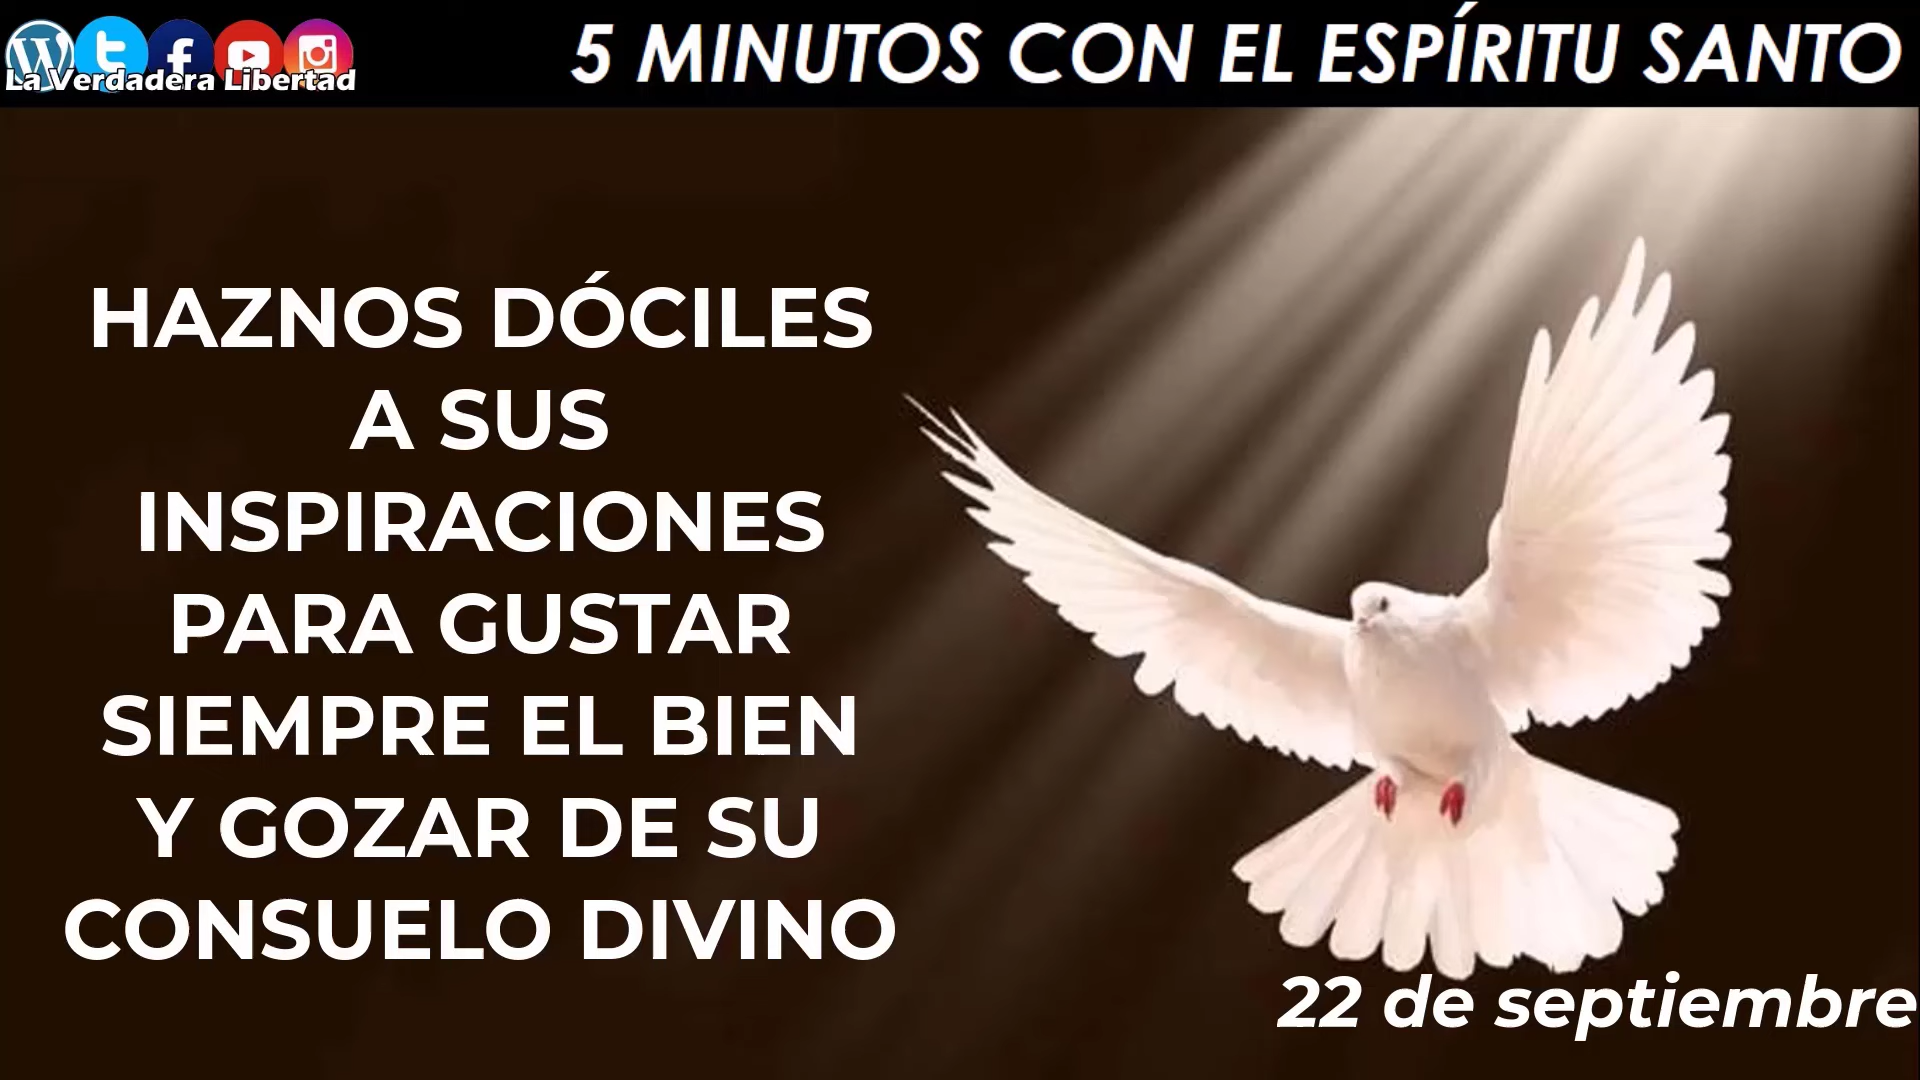 5 MINUTOS CON EL ESPÍRITU SANTO
La Verdadera Libertad
HAZNOS DÓCILES
A SUS
INSPIRACIONES
PARA GUSTAR
SIEMPRE EL BIEN
Y GOZAR DE SU
CONSUELO DIVINO
22 de septiembre